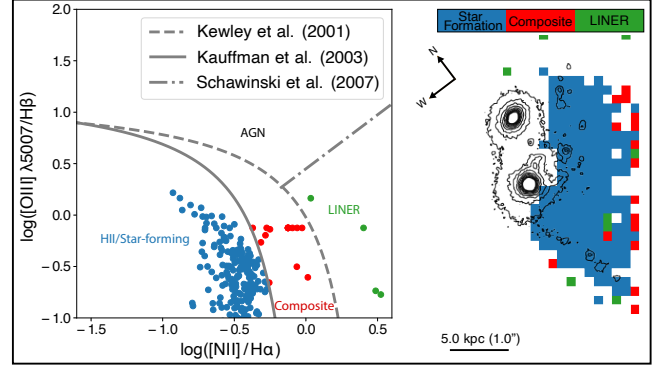 2.0
1.5
1.0
0.5
0.0
−0.5
−1.0
log([OIII] λ5007/Hβ)
Kewley et al. (2001)
Kauffman et al. (2003)
Schawinski et al. (2007)
AGN
LINER
HII/Star-forming
Composite
−1.5 −1.0 −0.5 0.0 0.5
log([NII]/Hα)
Star
Formation
Composite
LINER
N
W
5.0 kpc (1.0")